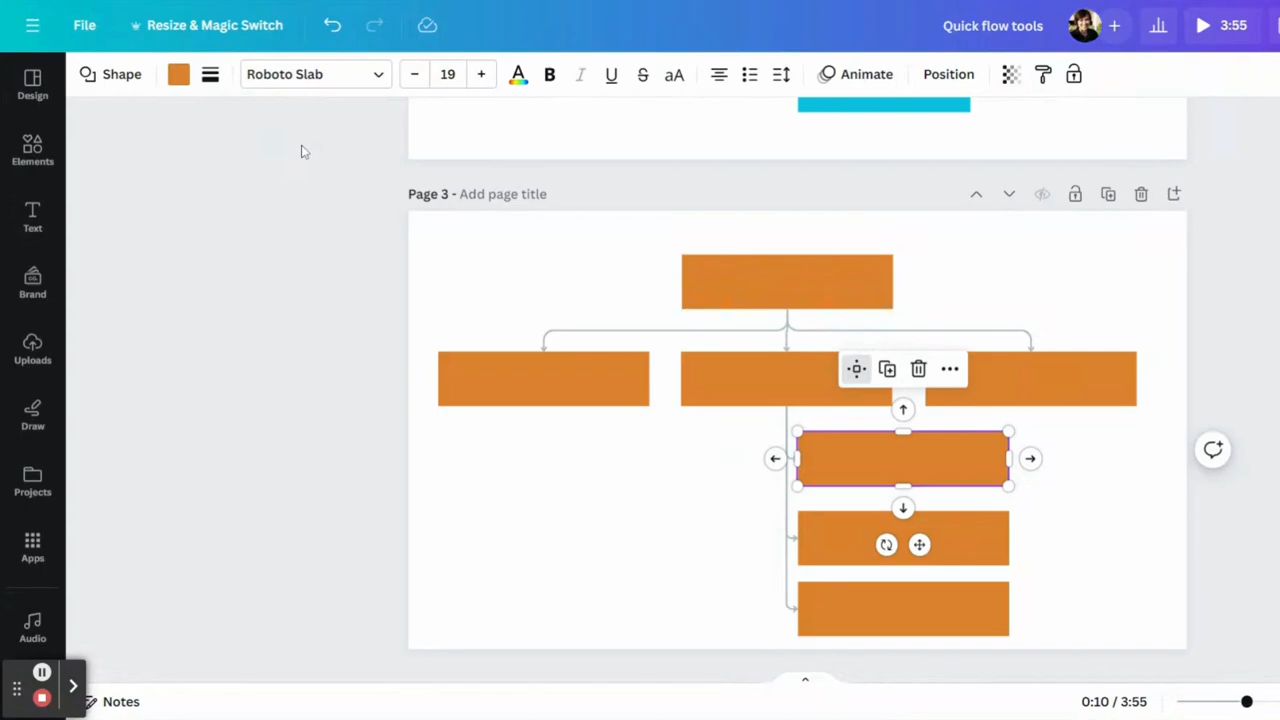 File
Resize & Magic Switch
Quick flow tools
3:55
Shape
Roboto Slab
19
A
B
I
U
S
aA
Animate
Position
Design
Elements
Text
Brand
Uploads
Draw
Projects
Apps
Audio
Page 3 - Add page title
Notes
0:10 / 3:55